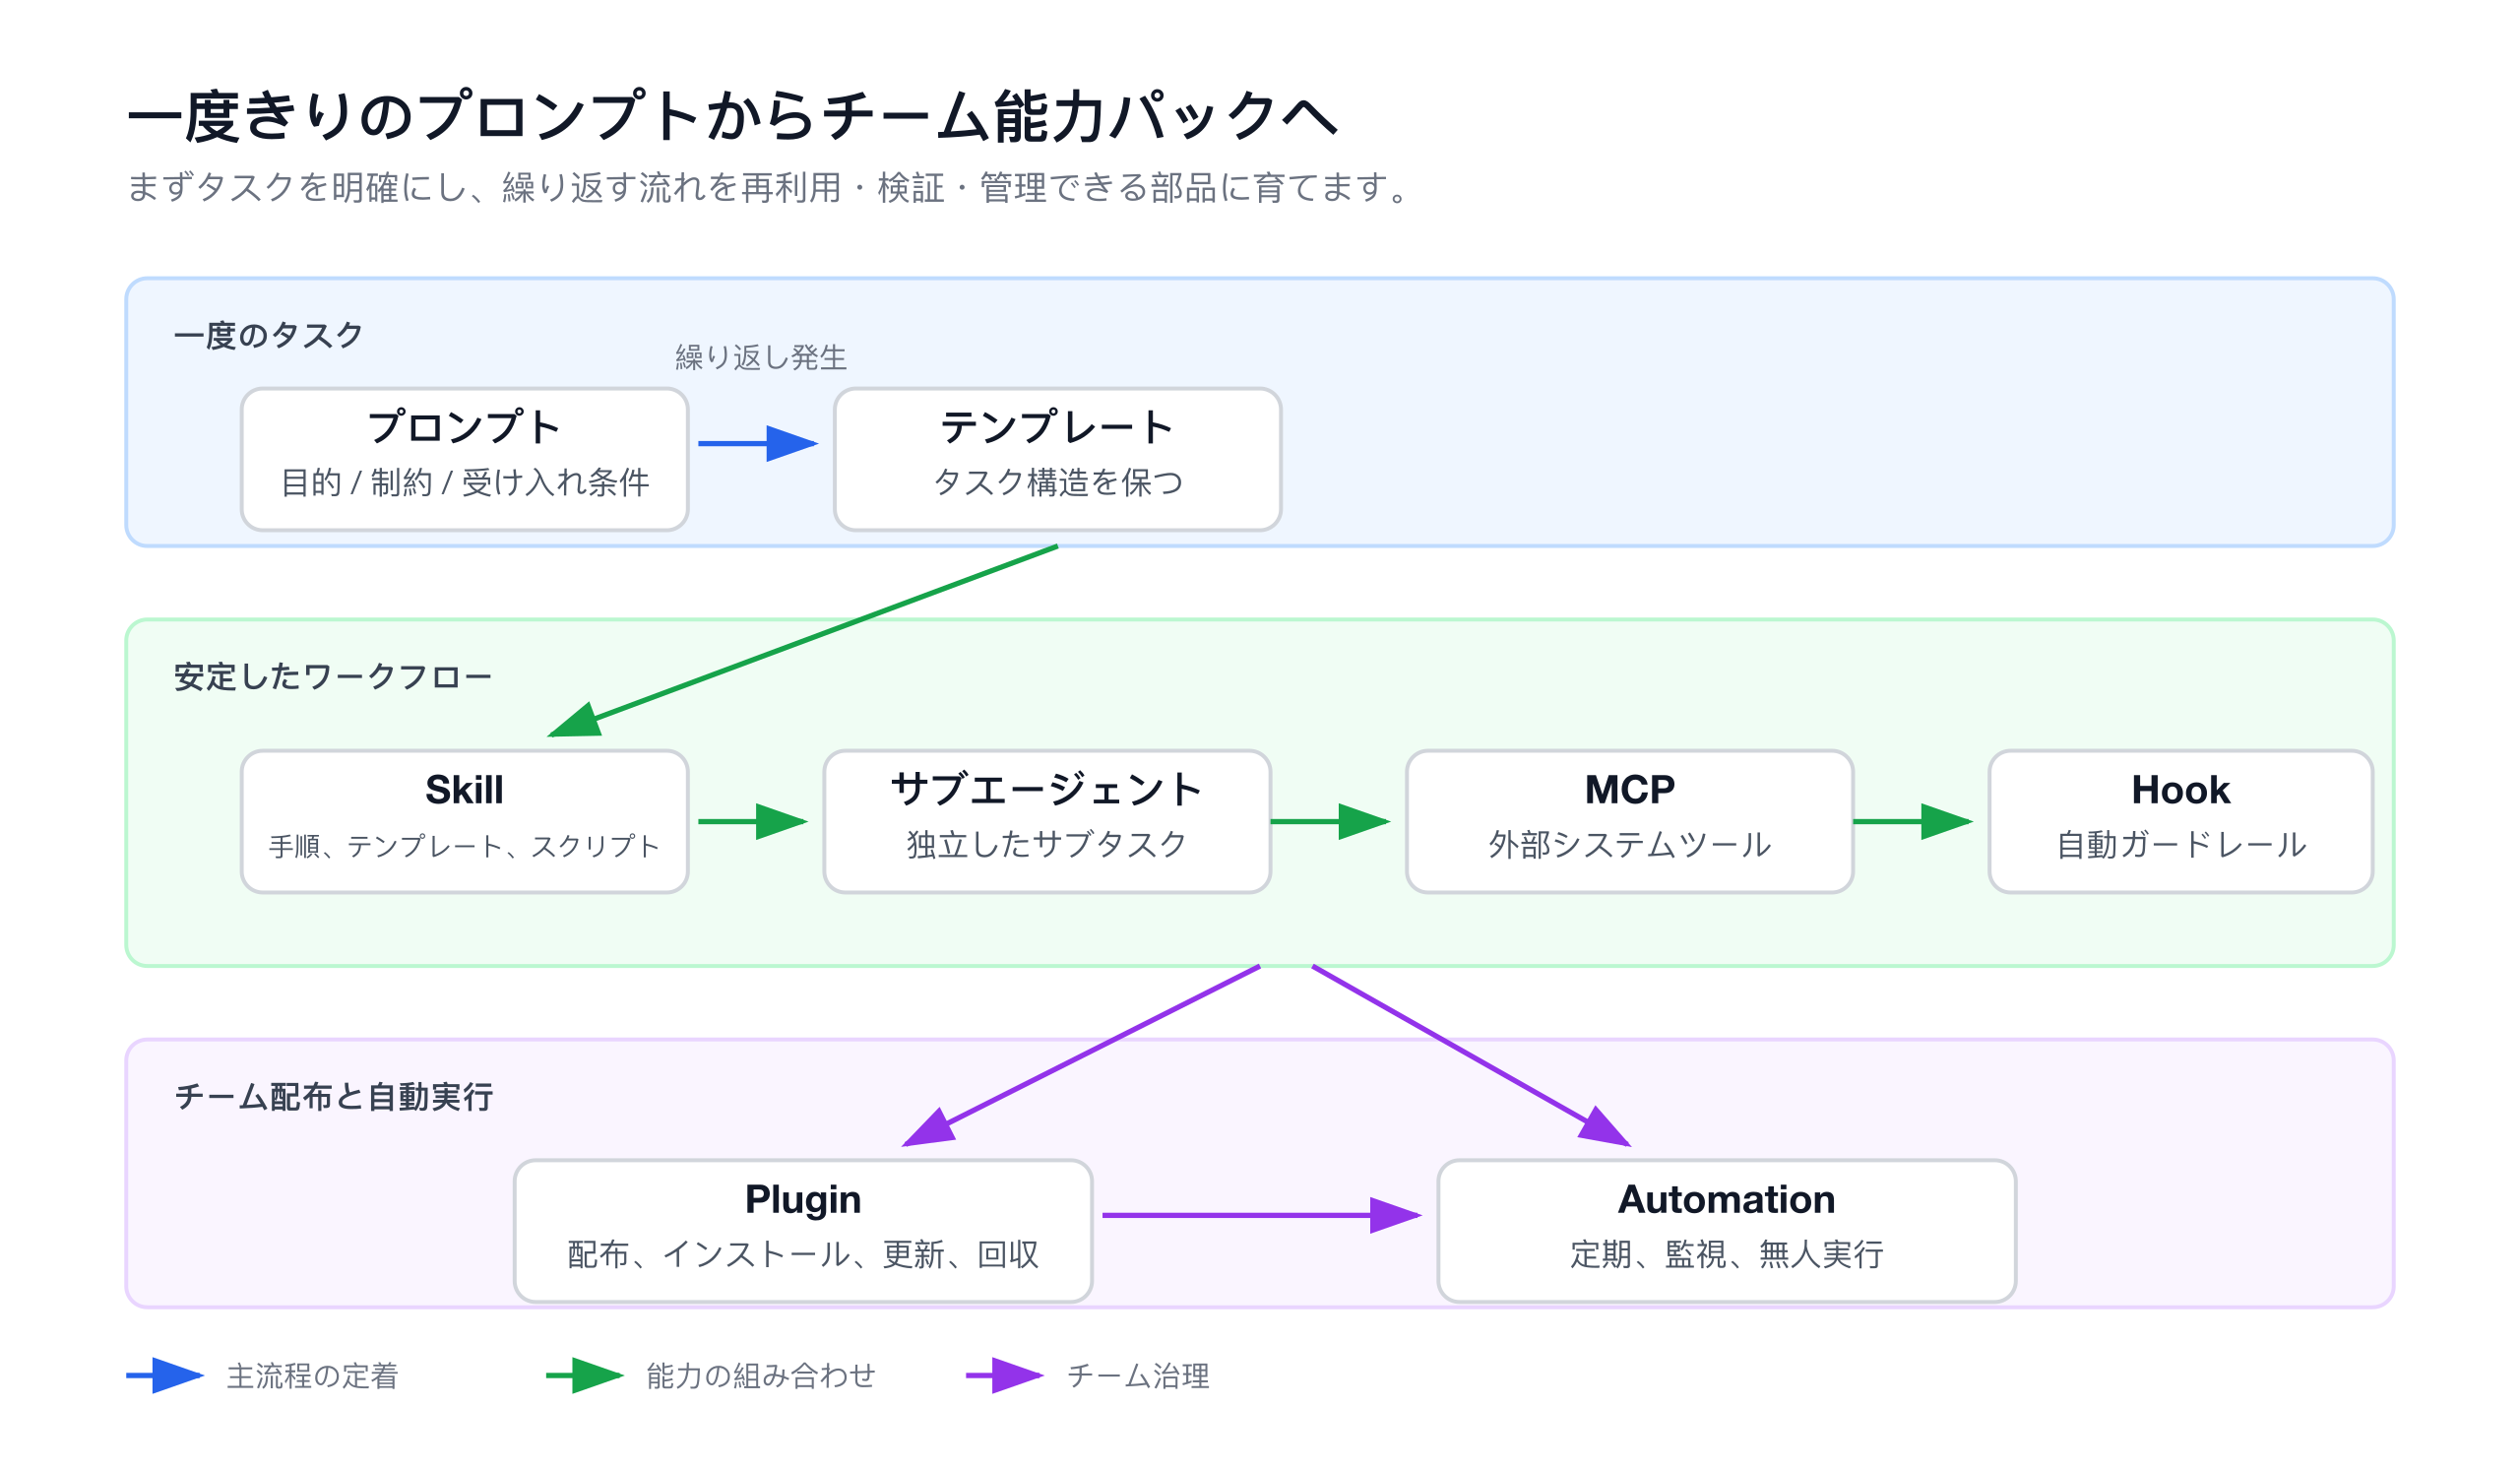 一度きりのプロンプトからチーム能力パックへ
まずタスクを明確にし、繰り返す流れを再利用・検証・管理できる部品に育てます。
一度のタスク
繰り返し発生
プロンプト
目的 / 制約 / 受け入れ条件
テンプレート
タスク構造を保つ
安定したワークフロー
Skill
手順、テンプレート、スクリプト
サブエージェント
独立したサブタスク
MCP
外部システムツール
Hook
自動ガードレール
チーム配布と自動実行
Plugin
配布、インストール、更新、回収
Automation
定期、監視、無人実行
主流程の定着
能力の組み合わせ
チーム治理